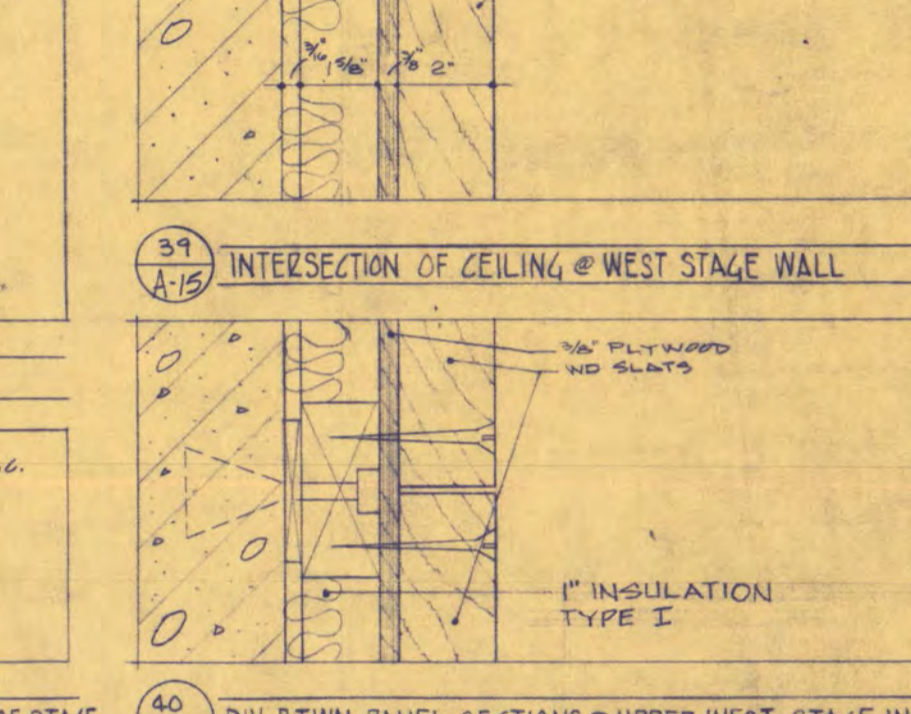 3/16" 1 5/8" 3/8 2"
39
A-15
INTERSECTION OF CEILING @ WEST STAGE WALL
3/8" PLYWOOD
WD SLATS
1" INSULATION
TYPE I
40